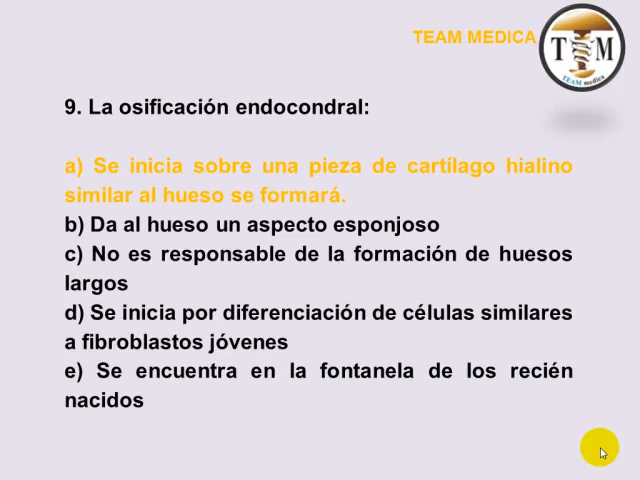 TEAM MEDICA
T M
TEAM medica
9. La osificación endocondral:
a) Se inicia sobre una pieza de cartílago hialino
similar al hueso se formará.
b) Da al hueso un aspecto esponjoso
c) No es responsable de la formación de huesos
largos
d) Se inicia por diferenciación de células similares
a fibroblastos jóvenes
e) Se encuentra en la fontanela de los recién
nacidos